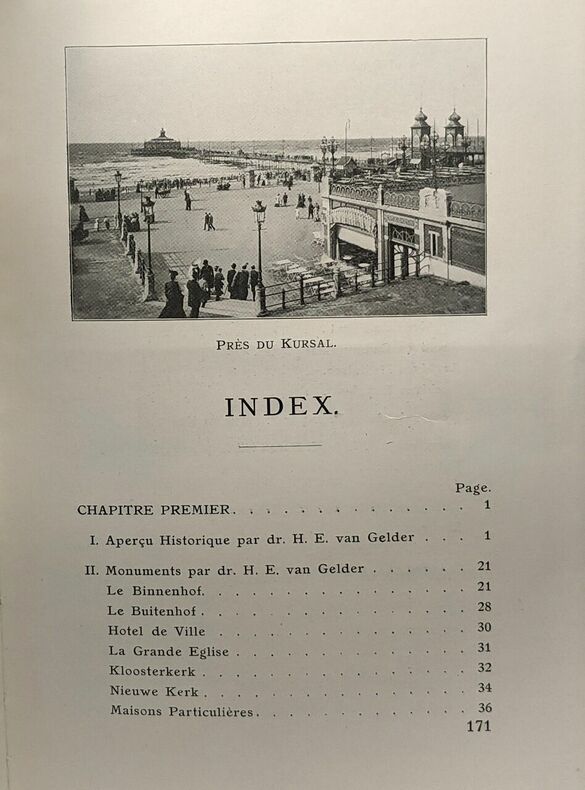 PRÈS DU KURSAL.
INDEX.
Page.
CHAPITRE PREMIER. . . . . . . . . . . . . . 1
I. Aperçu Historique par dr. H. E. van Gelder . . . 1
II. Monuments par dr. H. E. van Gelder . . . . . . 21
Le Binnenhof. . . . . . . . . . . . . . 21
Le Buitenhof . . . . . . . . . . . . . . 28
Hotel de Ville . . . . . . . . . . . . . 30
La Grande Eglise . . . . . . . . . . . . 31
Kloosterkerk . . . . . . . . . . . . . . 32
Nieuwe Kerk . . . . . . . . . . . . . . 34
Maisons Particulières. . . . . . . . . . . 36
171